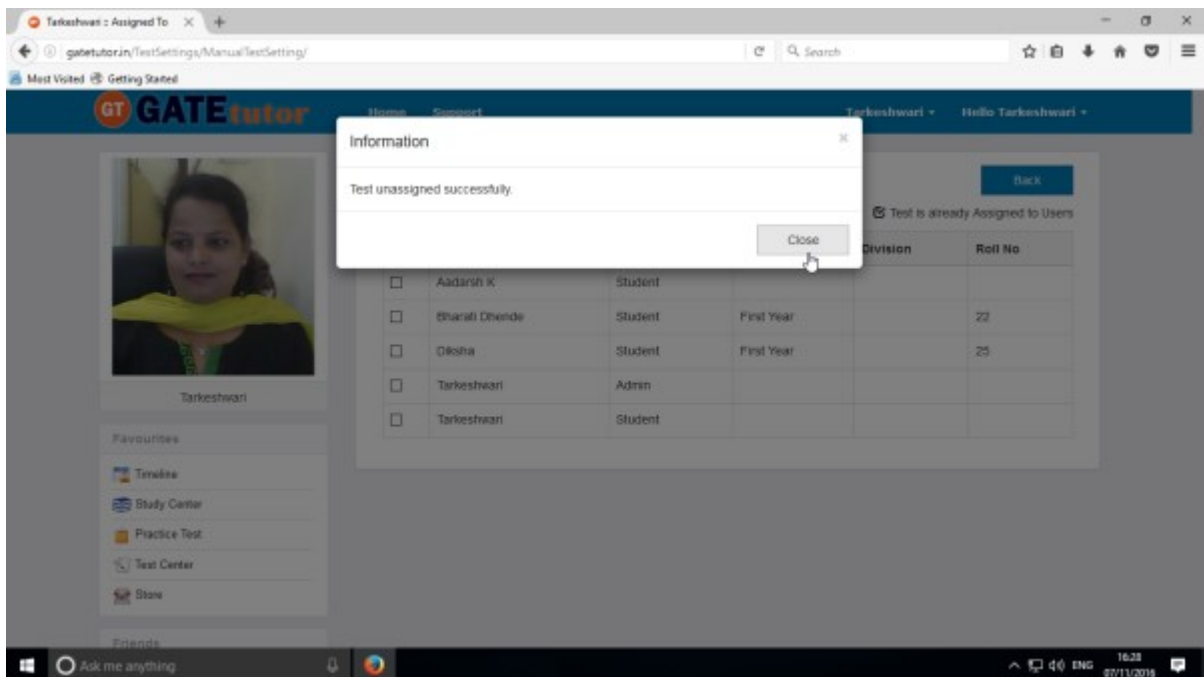 Tarkeshwari :: Assigned To
gatetutor.in/TestSettings/ManualTestSetting/
Search
Most Visited Getting Started
GT GATEtutor Home Support Tarkeshwari Hello Tarkeshwari
Information
Test unassigned successfully.
Close
Back
Test is already Assigned to Users
Division Roll No
Aadarsh K Student
Bharati Dhende Student First Year 22
Diksha Student First Year 25
Tarkeshwari Admin
Tarkeshwari Student
Tarkeshwari
Favourites
Timeline
Study Center
Practice Test
Test Center
Store
Friends
Ask me anything
ENG
16:28
07/11/2016